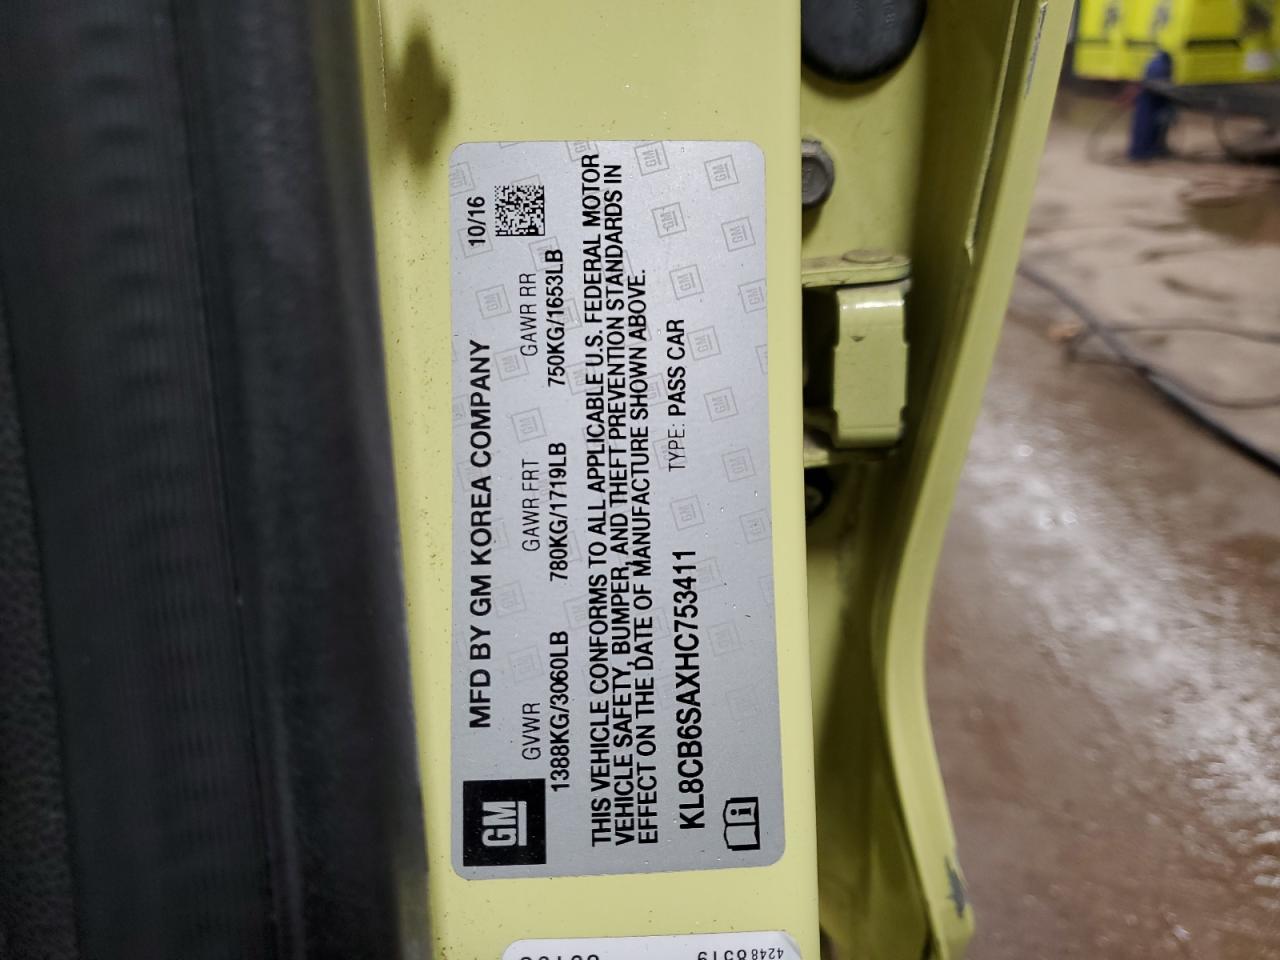 MFD BY GM KOREA COMPANY 10/16
GM
GVWR GAWR FRT GAWR RR
1388KG/3060LB 780KG/1719LB 750KG/1653LB
THIS VEHICLE CONFORMS TO ALL APPLICABLE U.S. FEDERAL MOTOR
VEHICLE SAFETY, BUMPER, AND THEFT PREVENTION STANDARDS IN
EFFECT ON THE DATE OF MANUFACTURE SHOWN ABOVE.
KL8CB6SAXHC753411 TYPE: PASS CAR